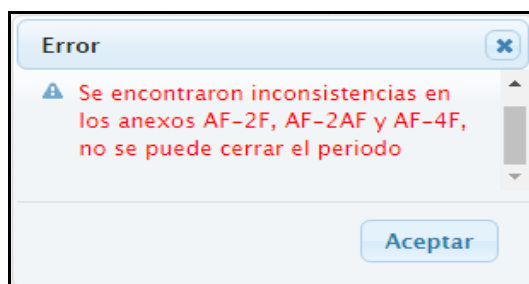 Error
Se encontraron inconsistencias en
los anexos AF-2F, AF-2AF y AF-4F,
no se puede cerrar el periodo
Aceptar